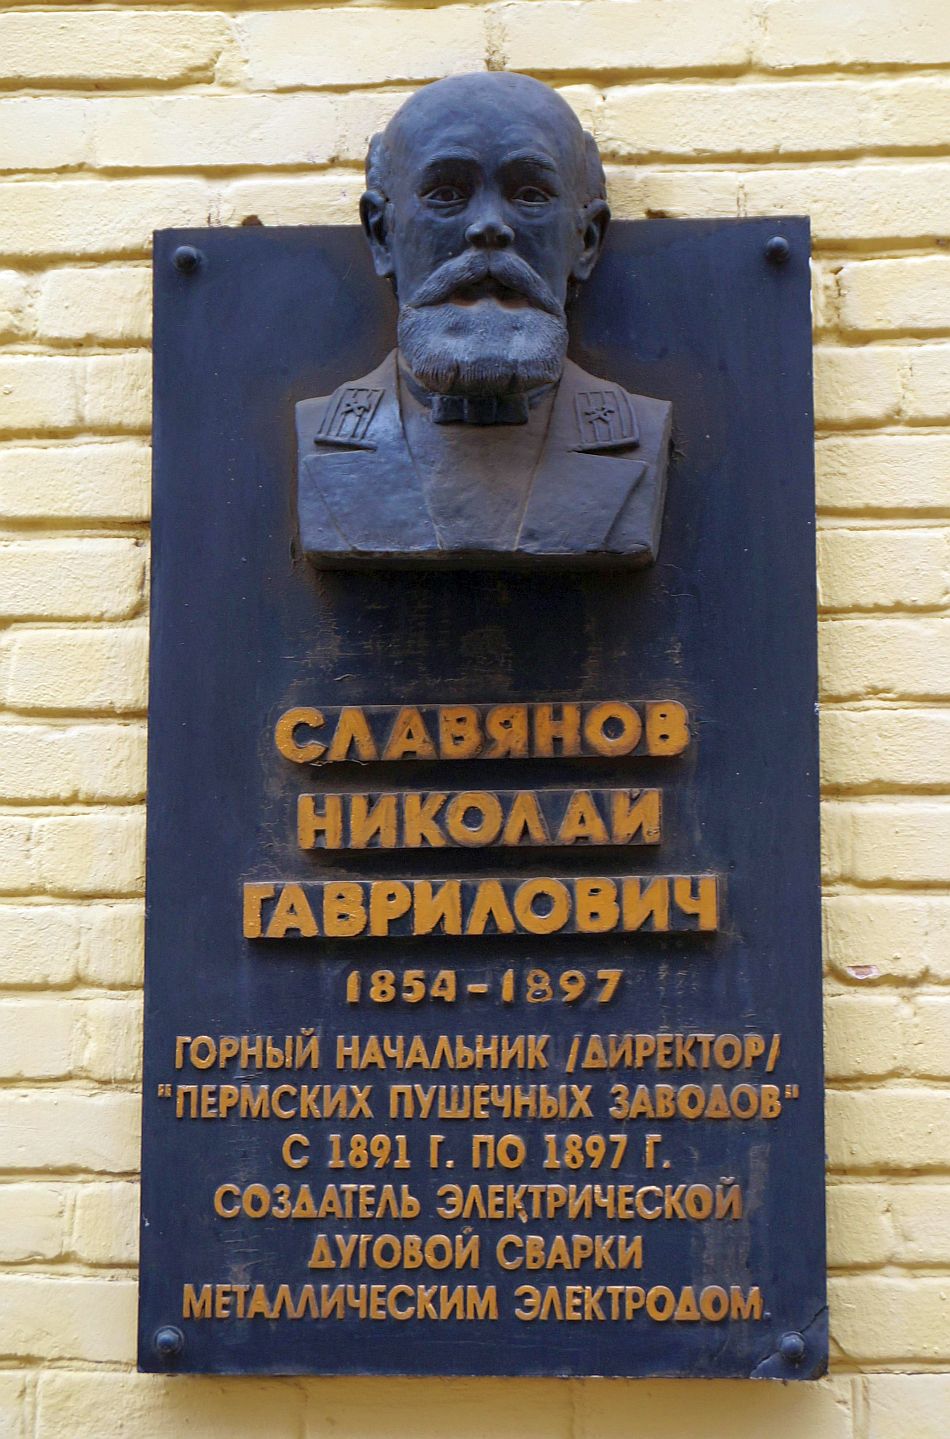 СЛАВЯНОВ
НИКОЛАЙ
ГАВРИЛОВИЧ
1854-1897
ГОРНЫЙ НАЧАЛЬНИК /ДИРЕКТОР/
"ПЕРМСКИХ ПУШЕЧНЫХ ЗАВОДОВ"
С 1891 Г. ПО 1897 Г.
СОЗДАТЕЛЬ ЭЛЕКТРИЧЕСКОЙ
ДУГОВОЙ СВАРКИ
МЕТАЛЛИЧЕСКИМ ЭЛЕКТРОДОМ